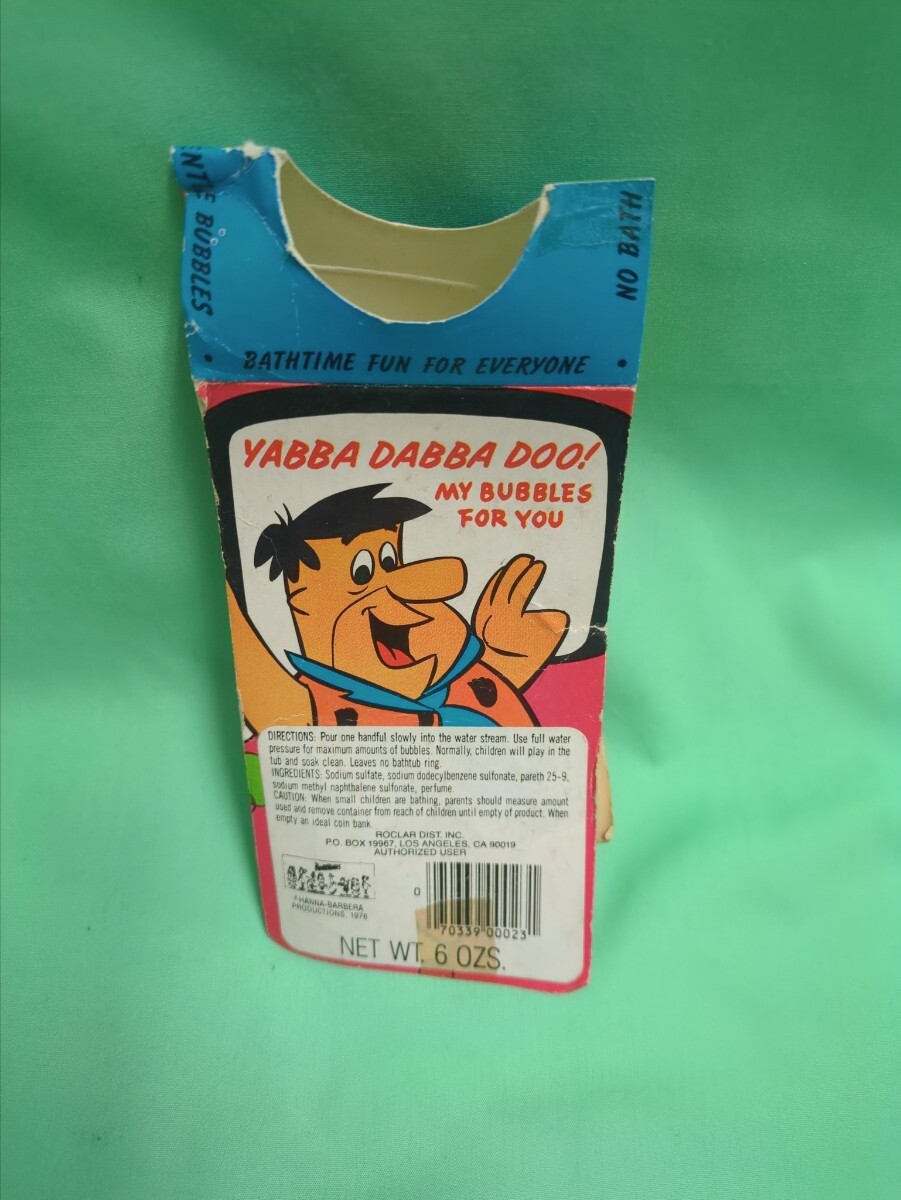 BUBBLES
NO BATH
• BATHTIME FUN FOR EVERYONE •
YABBA DABBA DOO!
MY BUBBLES
FOR YOU
DIRECTIONS: Pour one handful slowly into the water stream. Use full water
pressure for maximum amounts of bubbles. Normally, children will play in the
tub and soak clean. Leaves no bathtub ring.
INGREDIENTS: Sodium sulfate, sodium dodecylbenzene sulfonate, pareth 25-9,
sodium methyl naphthalene sulfonate, perfume.
CAUTION: When small children are bathing, parents should measure amount
used and remove container from reach of children until empty of product. When
empty an ideal coin bank.
ROCLAR DIST. INC.
P.O. BOX 19967, LOS ANGELES, CA 90019
AUTHORIZED USER
HANNA-BARBERA
PRODUCTIONS, 1976
0
70339 00023
NET WT. 6 OZS.